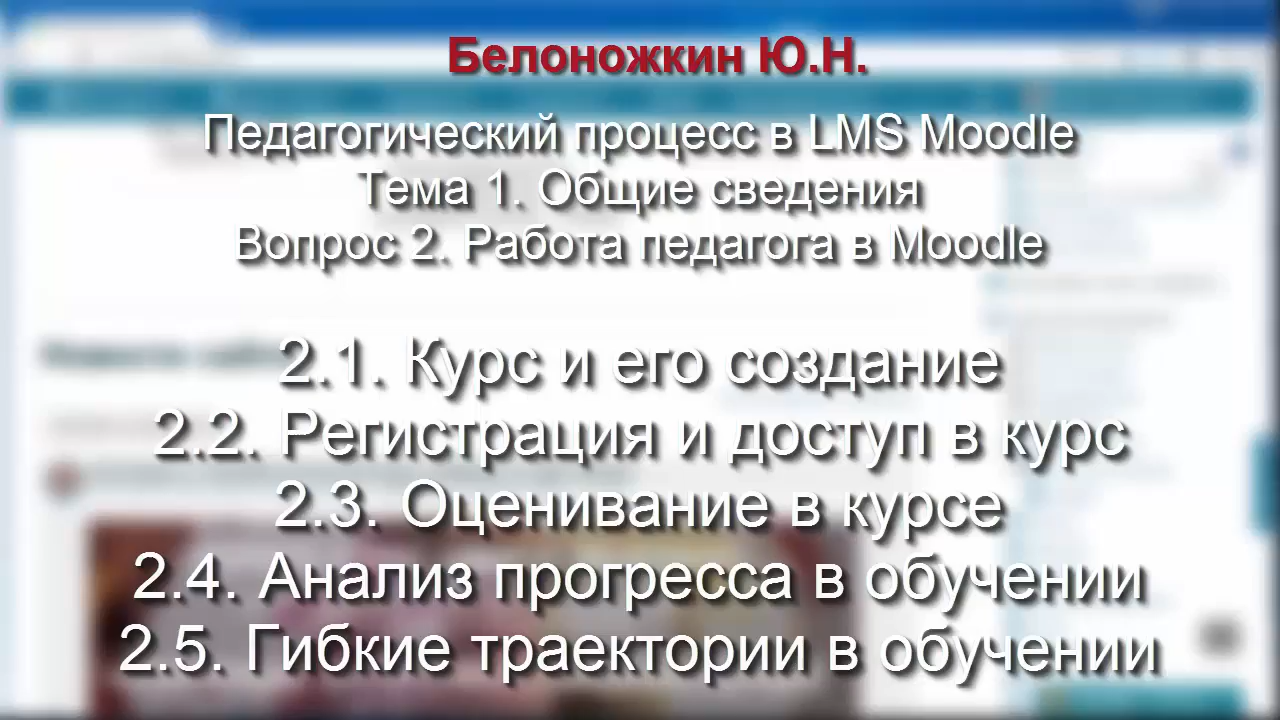 Белоножкин Ю.Н.
Педагогический процесс в LMS Moodle
Тема 1. Общие сведения
Вопрос 2. Работа педагога в Moodle
2.1. Курс и его создание
2.2. Регистрация и доступ в курс
2.3. Оценивание в курсе
2.4. Анализ прогресса в обучении
2.5. Гибкие траектории в обучении